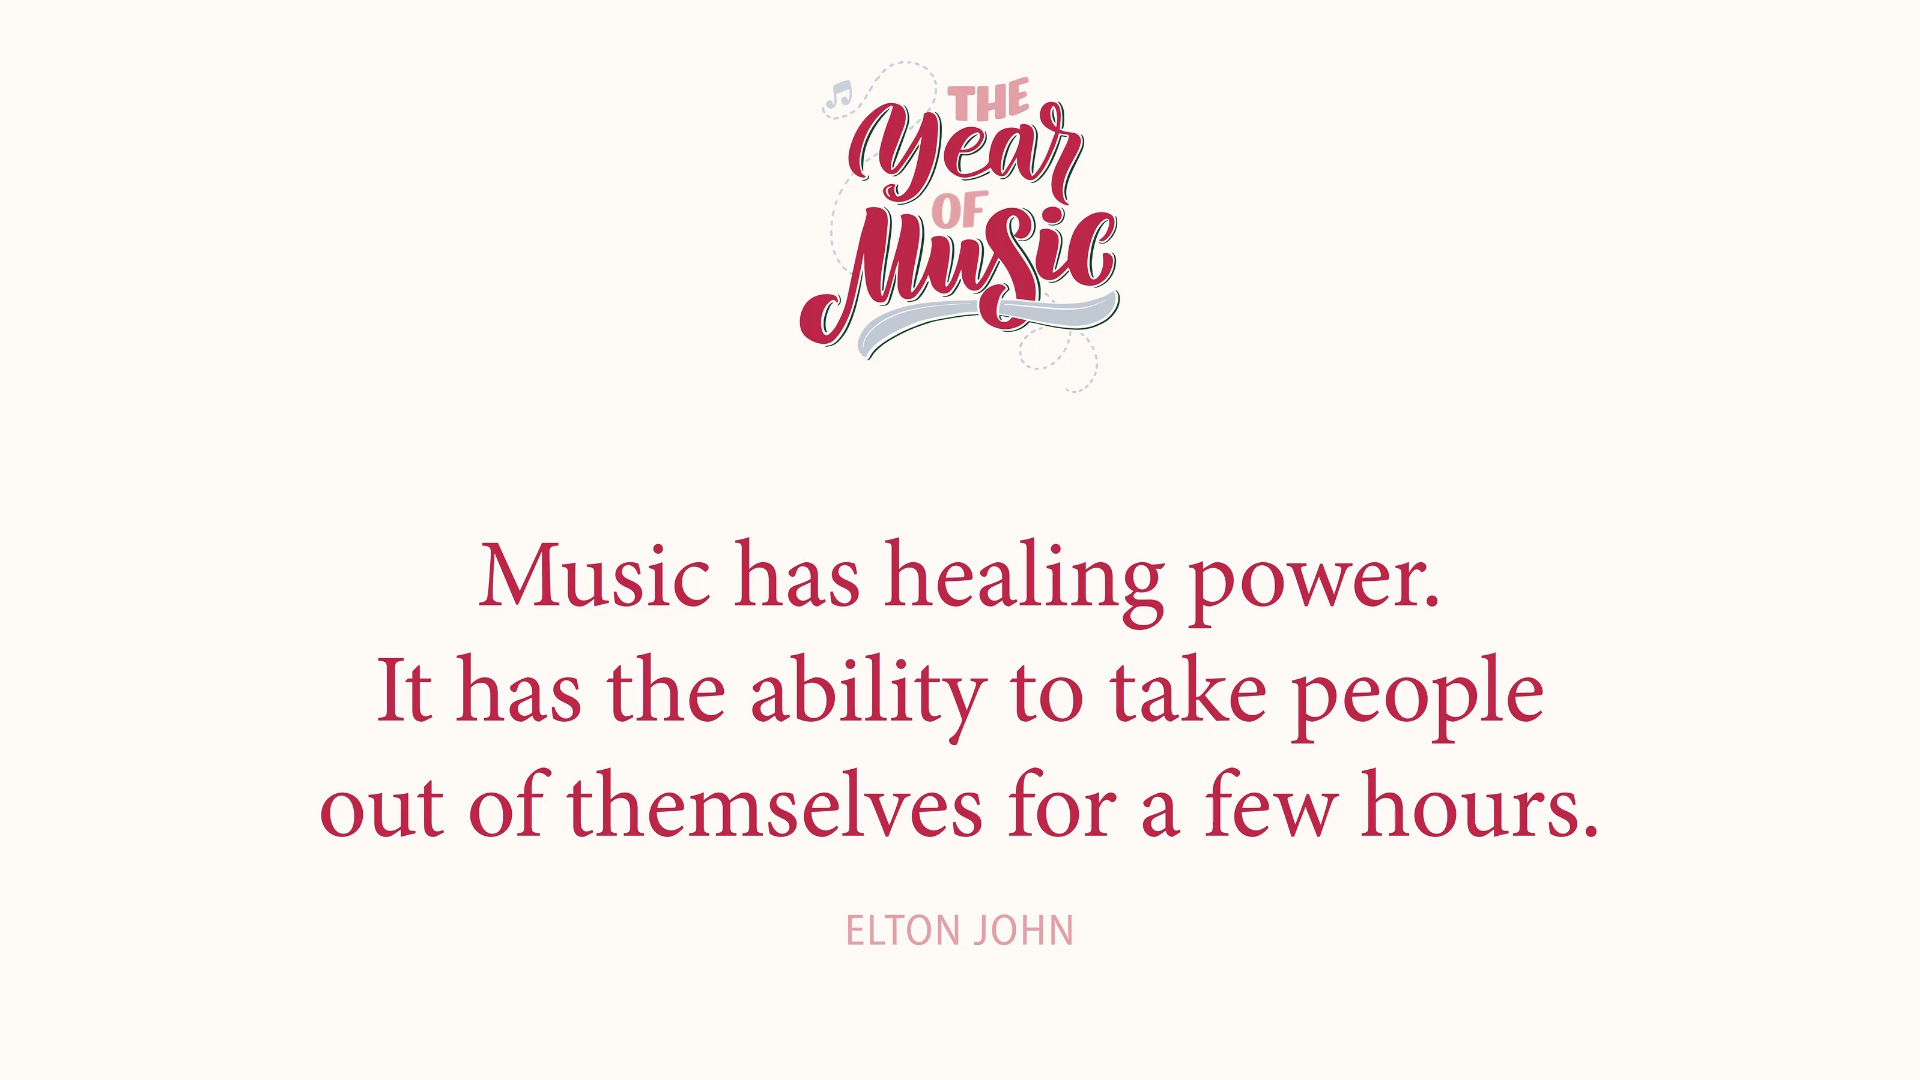 THE
Year
OF
Music
Music has healing power.
It has the ability to take people
out of themselves for a few hours.
ELTON JOHN